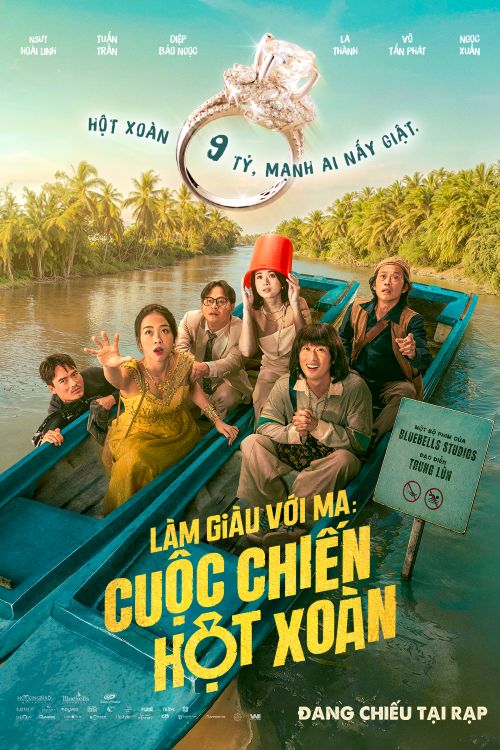 NSƯT
HOÀI LINH
TUẤN
TRẦN
DIỆP
BẢO NGỌC
LA
THÀNH
VÕ
TẤN PHÁT
NGỌC
XUÂN
HỘT XOÀN 9 TỶ, MẠNH AI NẤY GIẬT.
MỘT BỘ PHIM CỦA
BLUEBELLS STUDIOS
ĐẠO DIỄN
TRUNG LÙN
LÀM GIÀU VỚI MA:
CUỘC CHIẾN
HỘT XOÀN
ĐANG CHIẾU TẠI RẠP